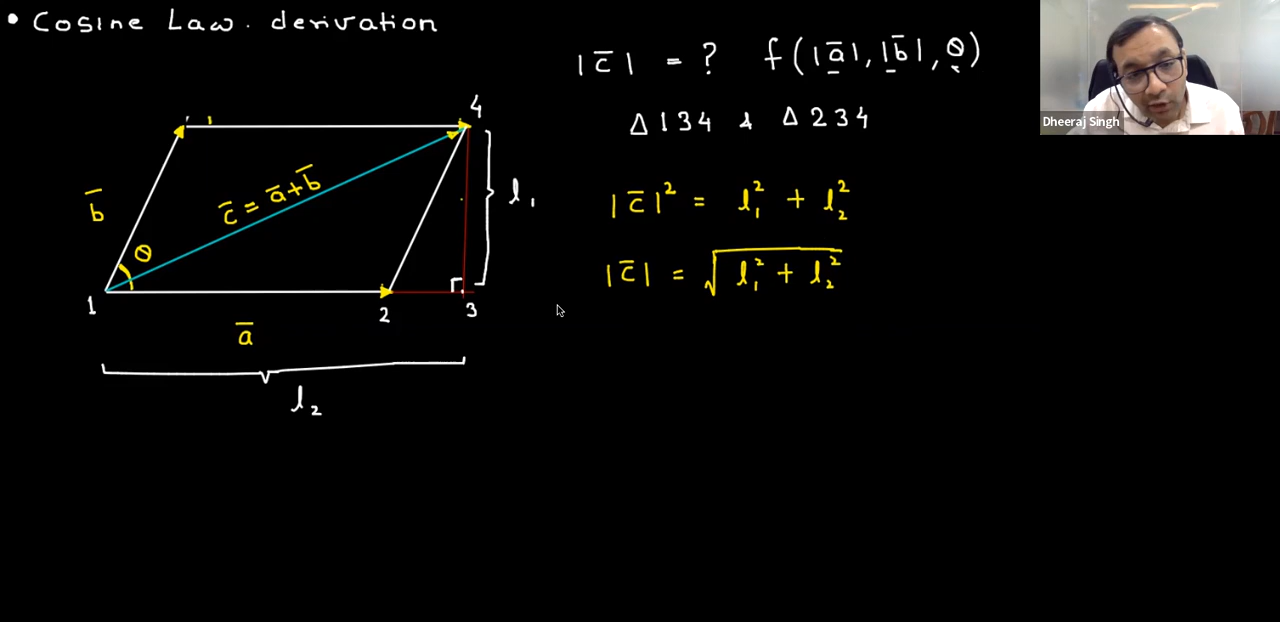 • Cosine Law. derivation
|c̄| = ? f(|ā|, |b̄|, θ)
Δ134 & Δ234
|c̄|² = l₁² + l₂²
|c̄| = √(l₁² + l₂²)
4
b̄
c̄ = ā+b̄
l₁
θ
1
2
3
ā
l₂
Dheeraj Singh